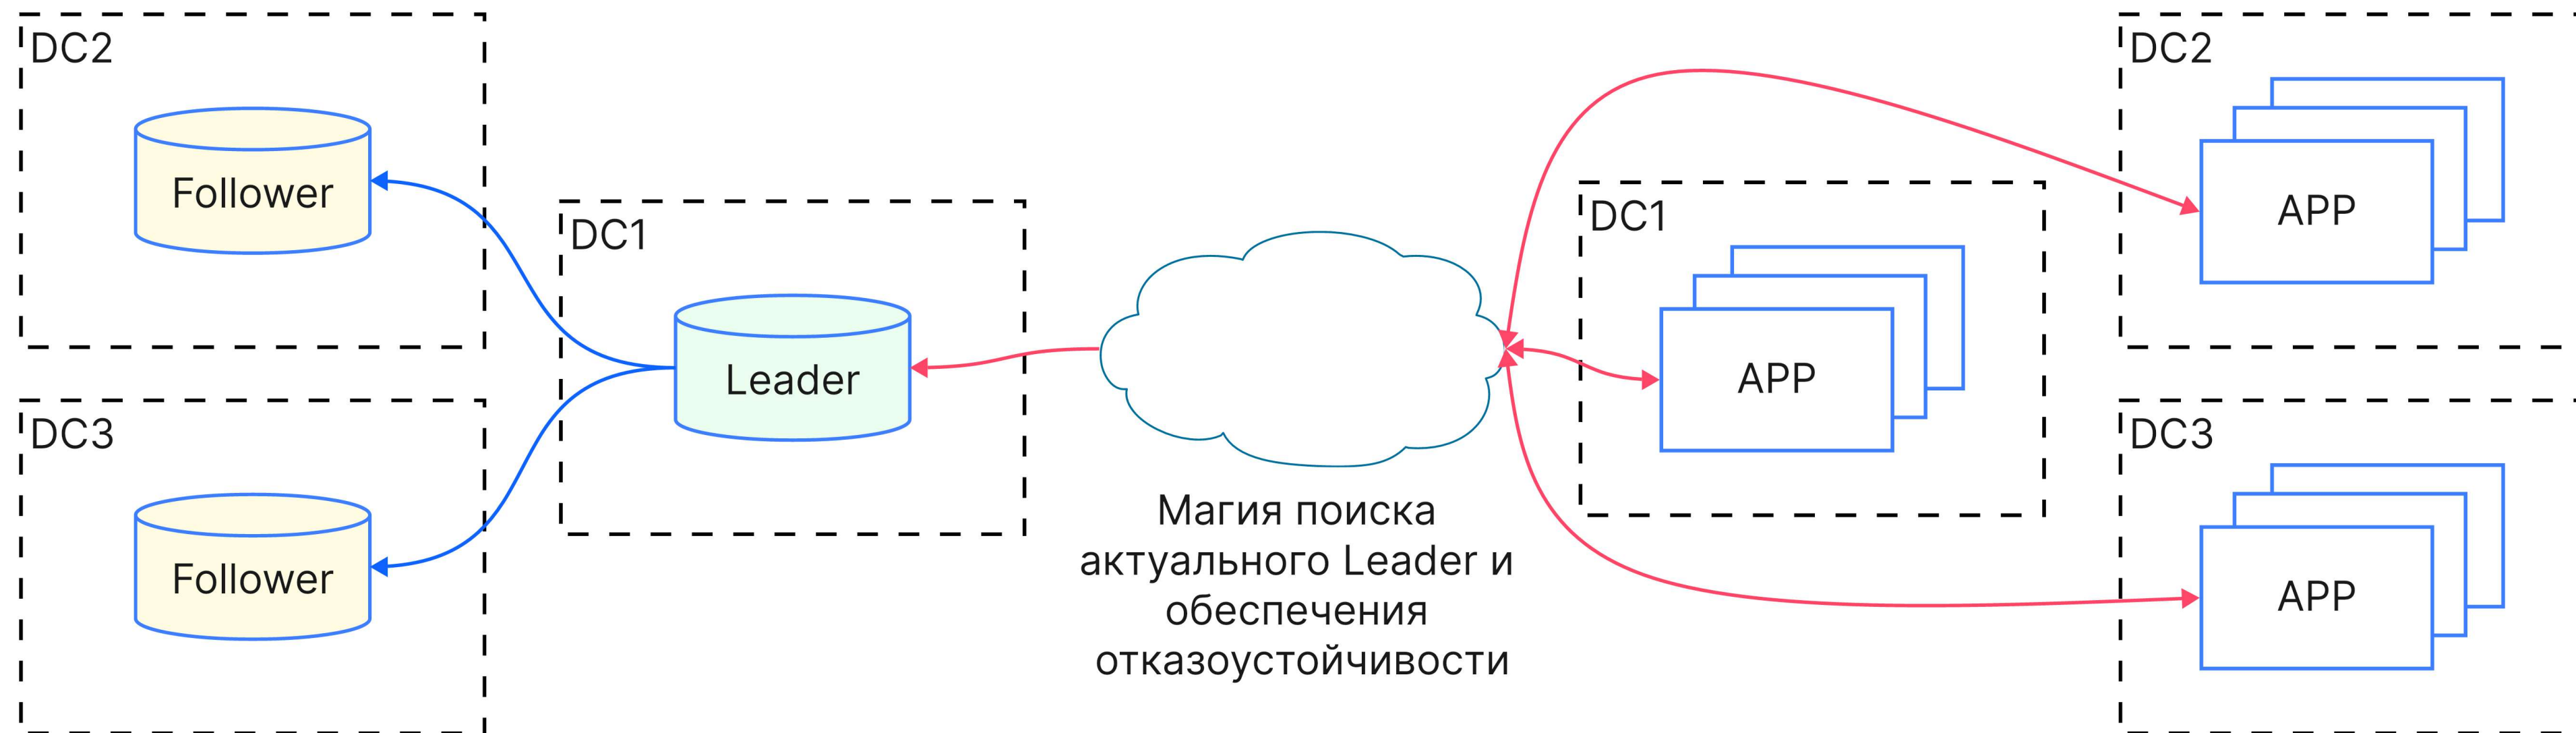 DC2
Follower
DC3
Follower
DC1
Leader
Магия поиска
актуального Leader и
обеспечения
отказоустойчивости
DC1
APP
DC2
APP
DC3
APP